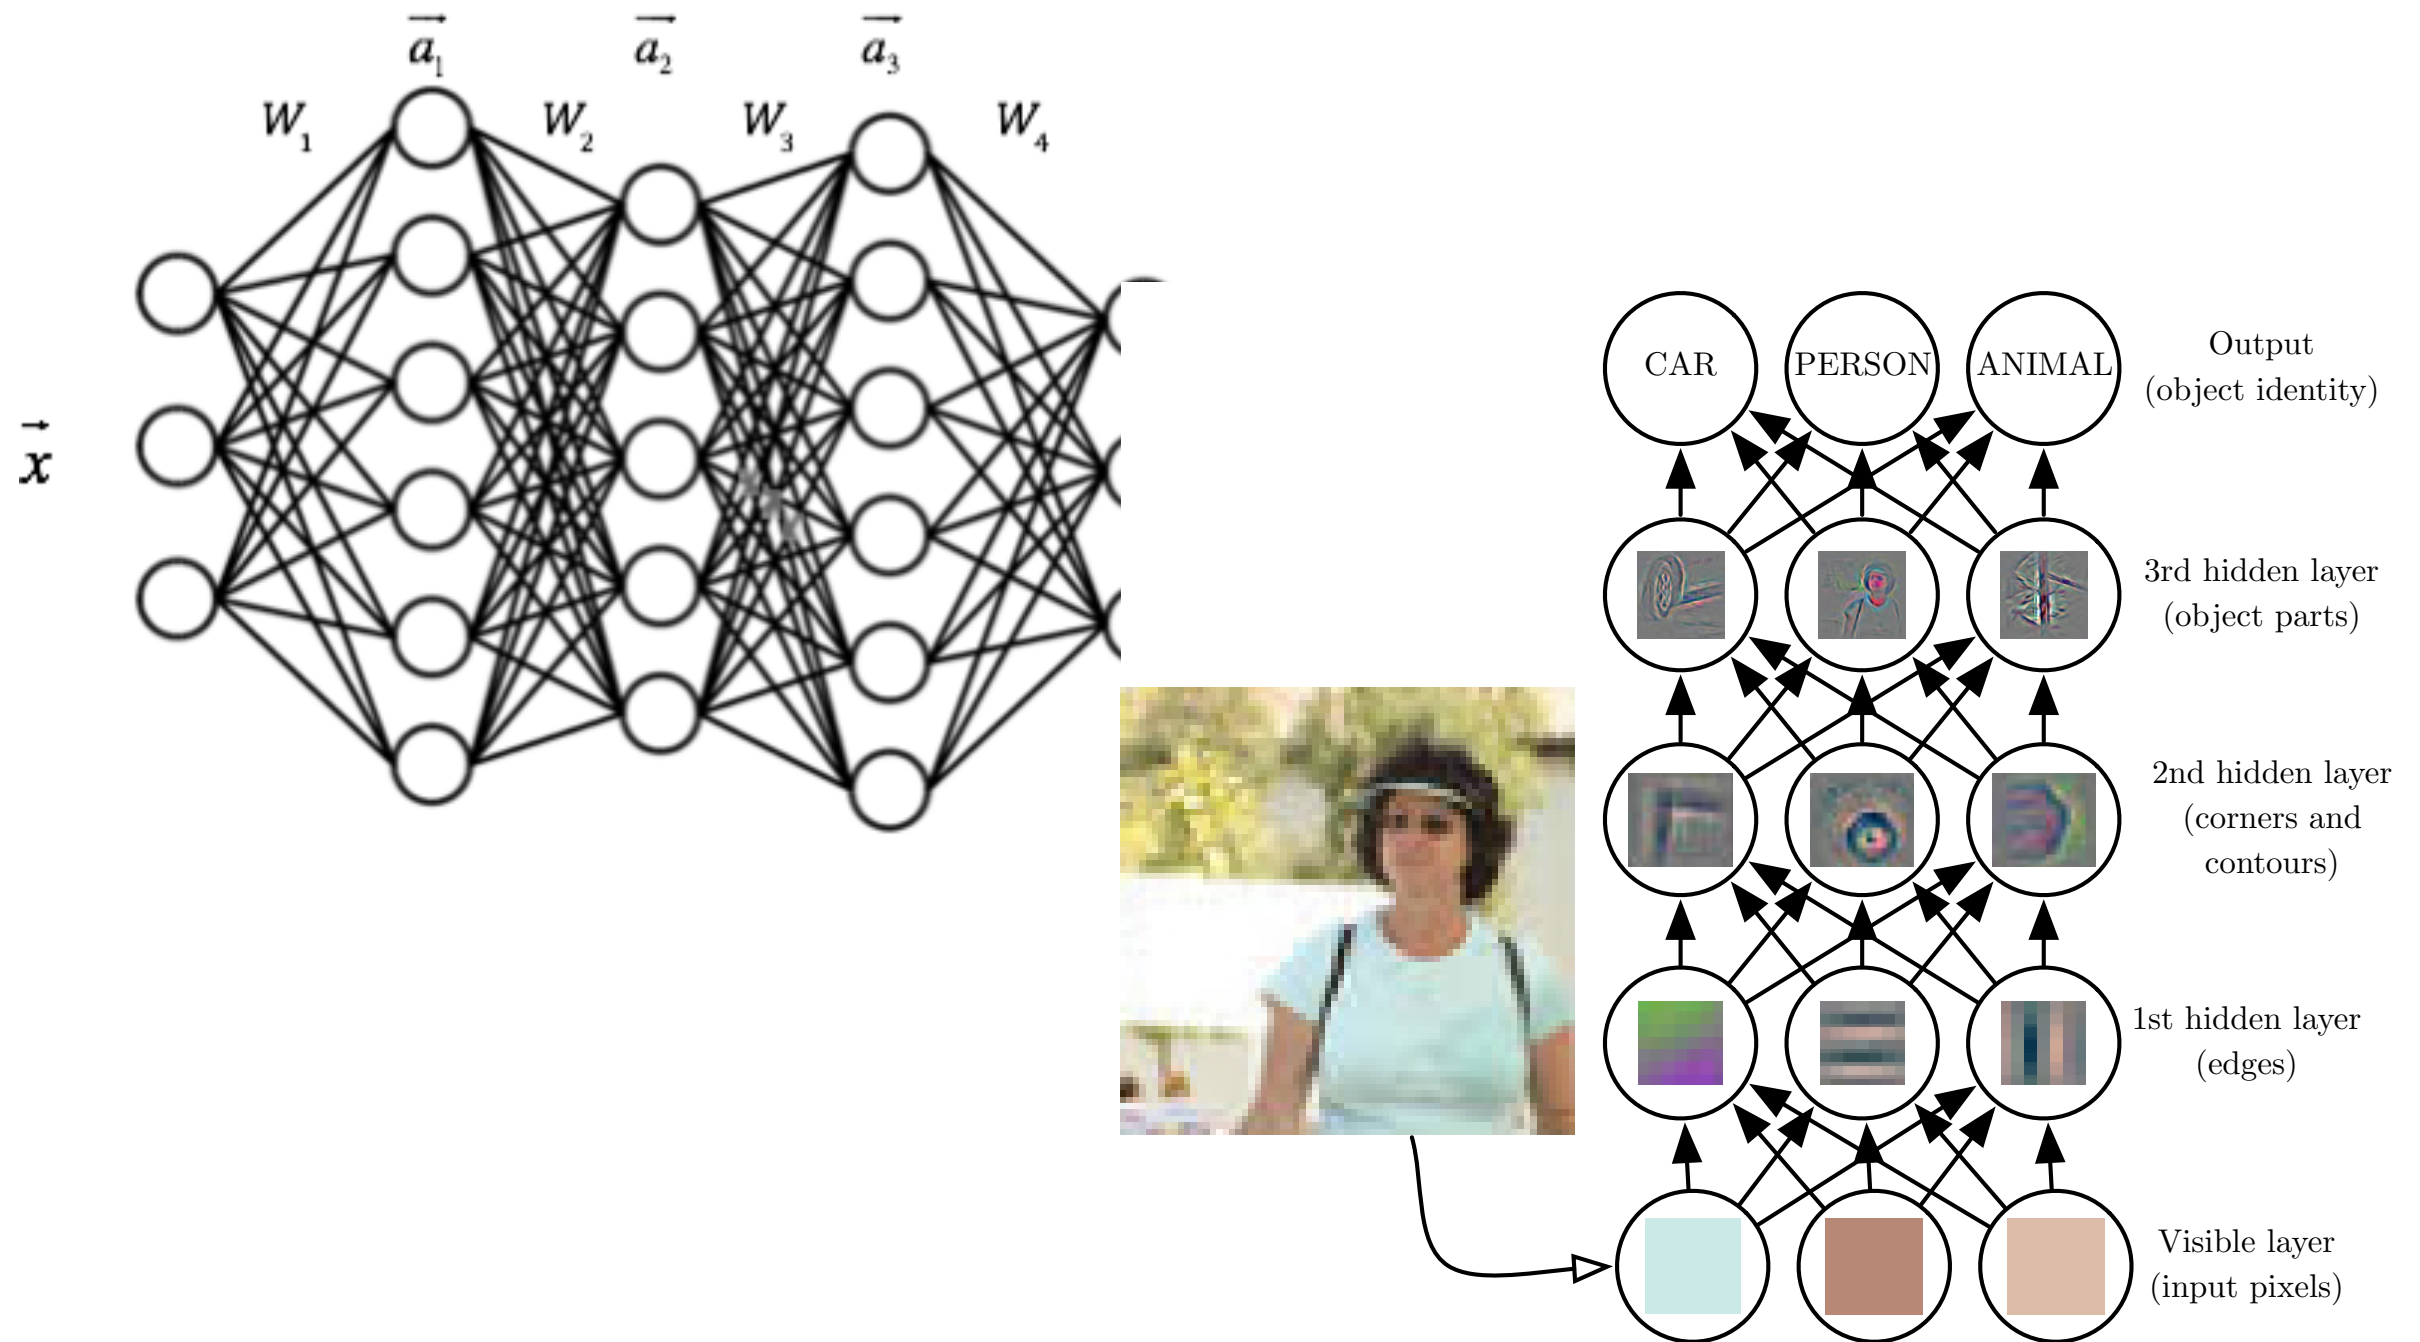 a₁
a₂
a₃
W₁
W₂
W₃
W₄
x
CAR
PERSON
ANIMAL
Output
(object identity)
3rd hidden layer
(object parts)
2nd hidden layer
(corners and
contours)
1st hidden layer
(edges)
Visible layer
(input pixels)